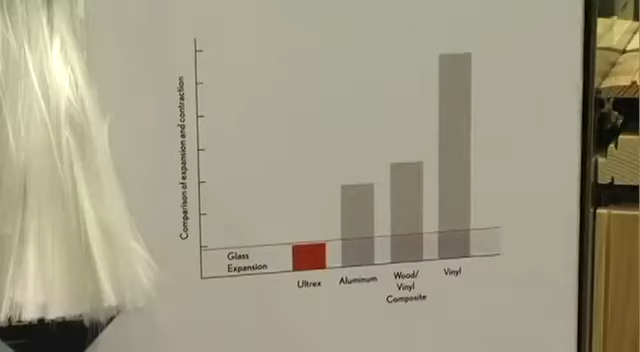 Comparison of expansion and contraction
Glass
Expansion
Ultrex
Aluminum
Wood/
Vinyl
Composite
Vinyl